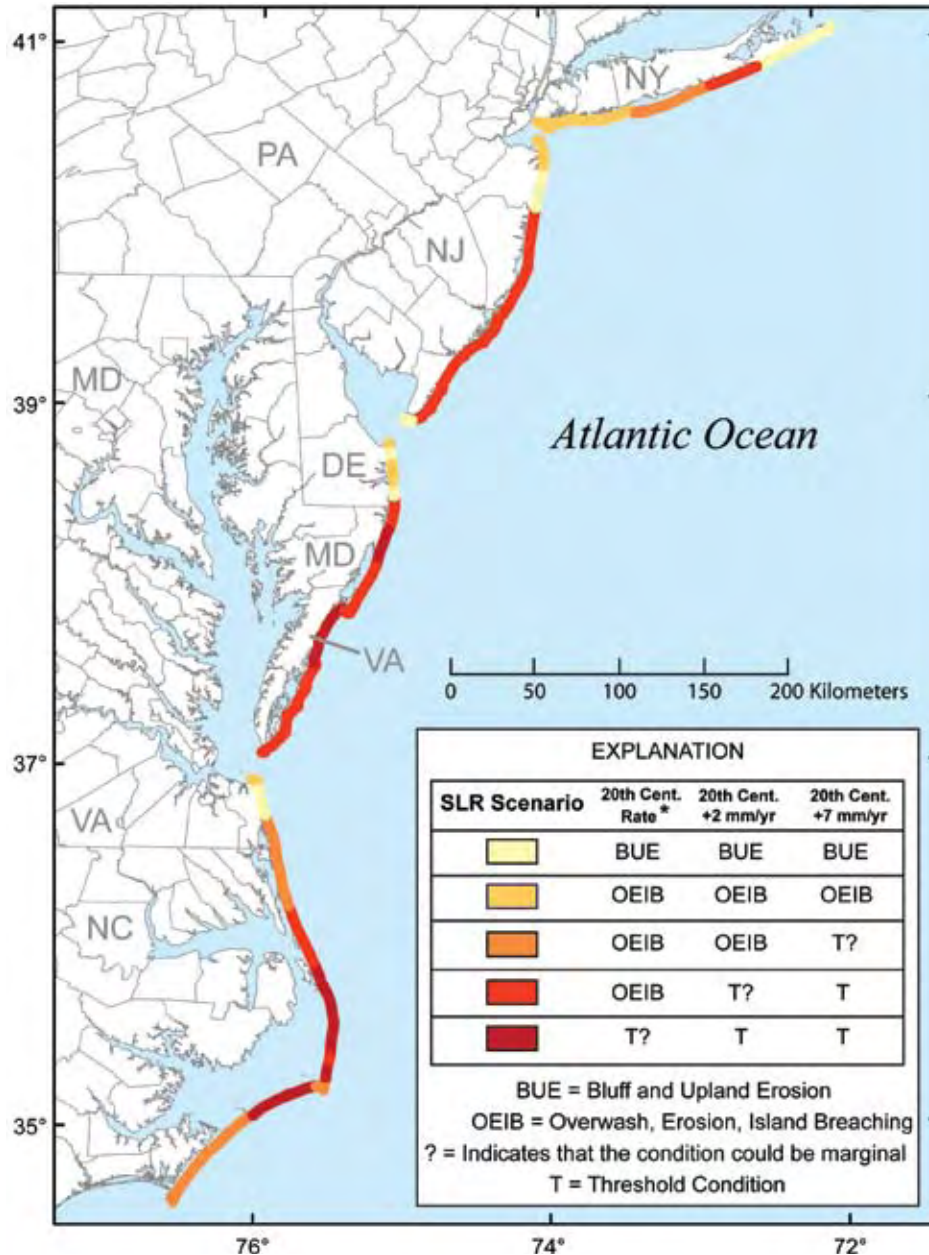 41°
39°
37°
35°
76°
74°
72°
NY
PA
NJ
MD
DE
MD
VA
VA
NC
Atlantic Ocean
0 50 100 150 200 Kilometers
EXPLANATION
SLR Scenario 20th Cent. Rate* 20th Cent. +2 mm/yr 20th Cent. +7 mm/yr
BUE BUE BUE
OEIB OEIB OEIB
OEIB OEIB T?
OEIB T? T
T? T T
BUE = Bluff and Upland Erosion
OEIB = Overwash, Erosion, Island Breaching
? = Indicates that the condition could be marginal
T = Threshold Condition